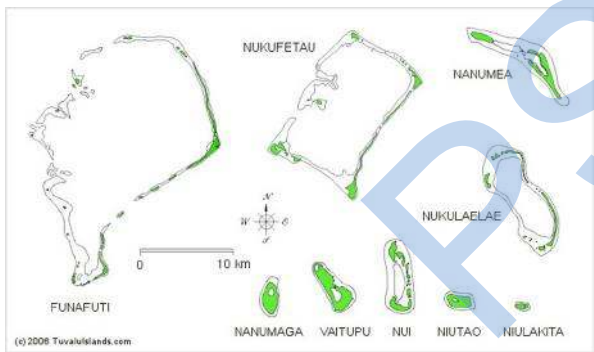 NUKUFETAU
NANUMEA
NUKULAELAE
N
W O
S
0 10 km
FUNAFUTI
NANUMAGA VAITUPU NUI NIUTAO NIULAKITA
(c) 2006 TuvaluIslands.com